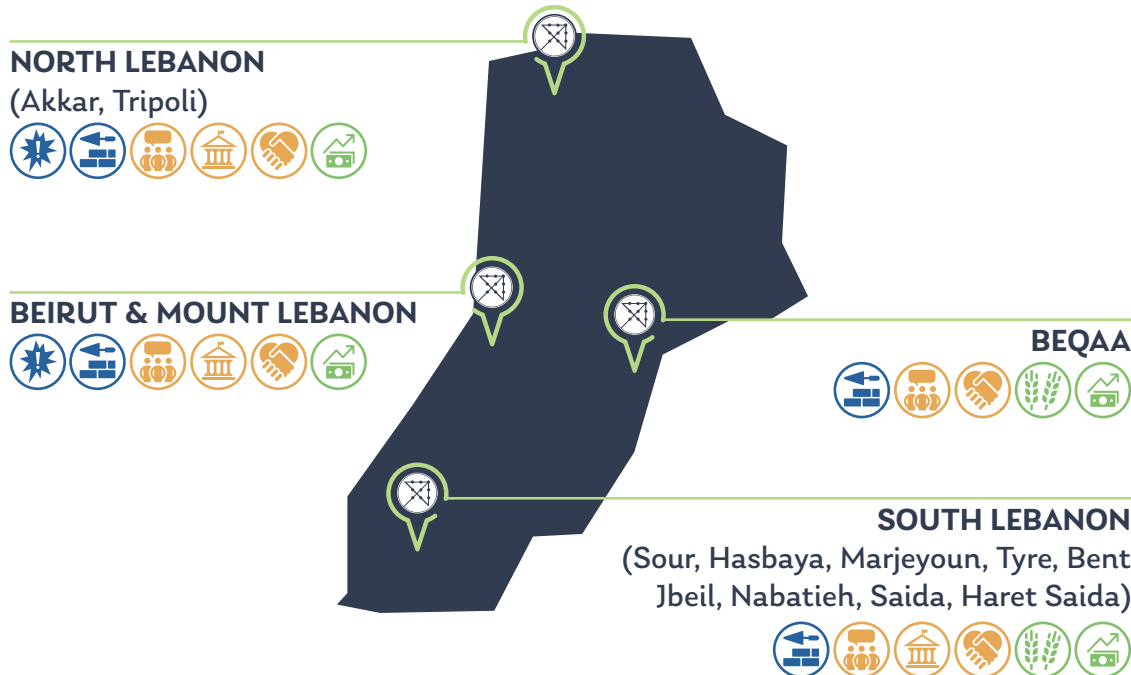 NORTH LEBANON
(Akkar, Tripoli)
BEIRUT & MOUNT LEBANON
BEQAA
SOUTH LEBANON
(Sour, Hasbaya, Marjeyoun, Tyre, Bent
Jbeil, Nabatieh, Saida, Haret Saida)